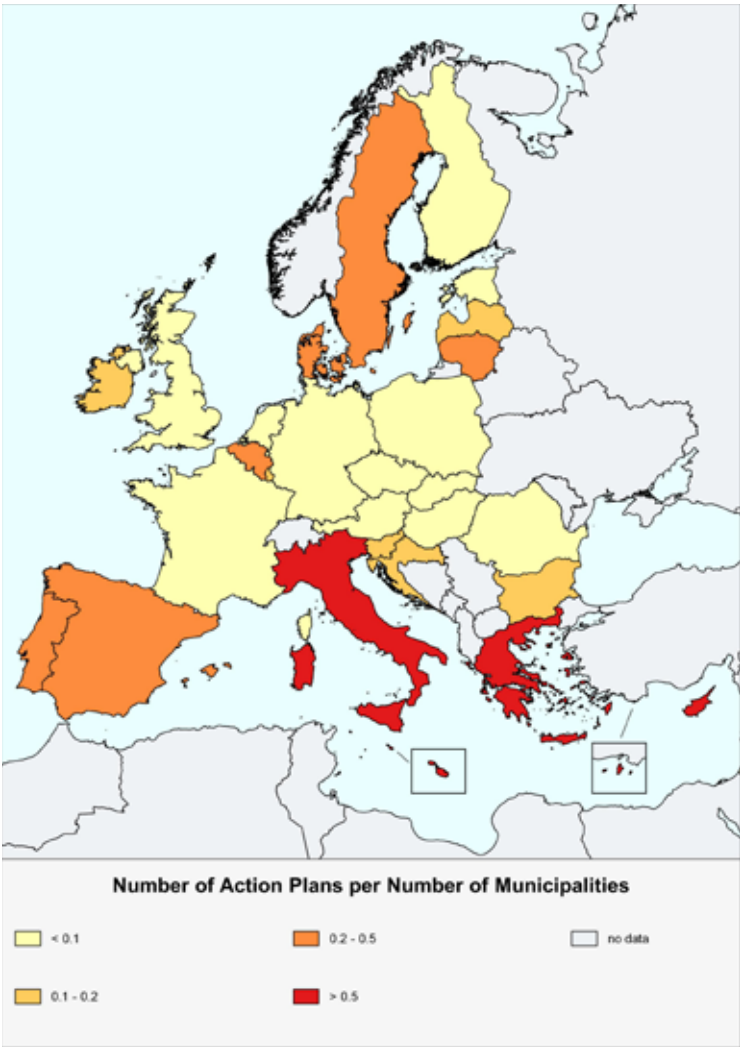 Number of Action Plans per Number of Municipalities
< 0.1
0.2 - 0.5
no data
0.1 - 0.2
> 0.5